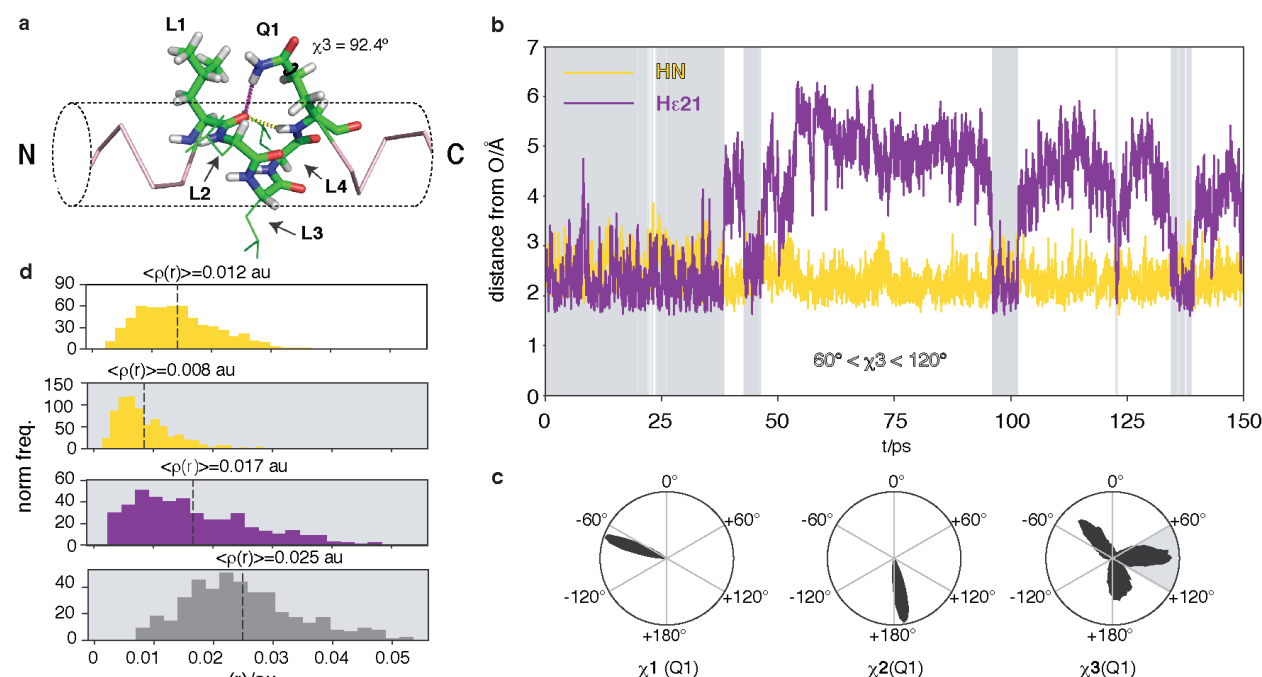 a
L1
Q1
χ3 = 92.4º
N
C
L2
L4
L3
b
distance from O/Å
7
6
5
4
3
2
1
0
HN
Hε21
60° < χ3 < 120°
0
25
50
75
100
125
150
t/ps
c
0°
-60°
+60°
-120°
+120°
+180°
χ1 (Q1)
0°
-60°
+60°
-120°
+120°
+180°
χ2(Q1)
0°
-60°
+60°
-120°
+120°
+180°
χ3(Q1)
d
norm freq.
<ρ(r)>=0.012 au
90
60
30
0
<ρ(r)>=0.008 au
150
100
50
0
<ρ(r)>=0.017 au
60
40
20
0
<ρ(r)>=0.025 au
40
20
0
0
0.01
0.02
0.03
0.04
0.05